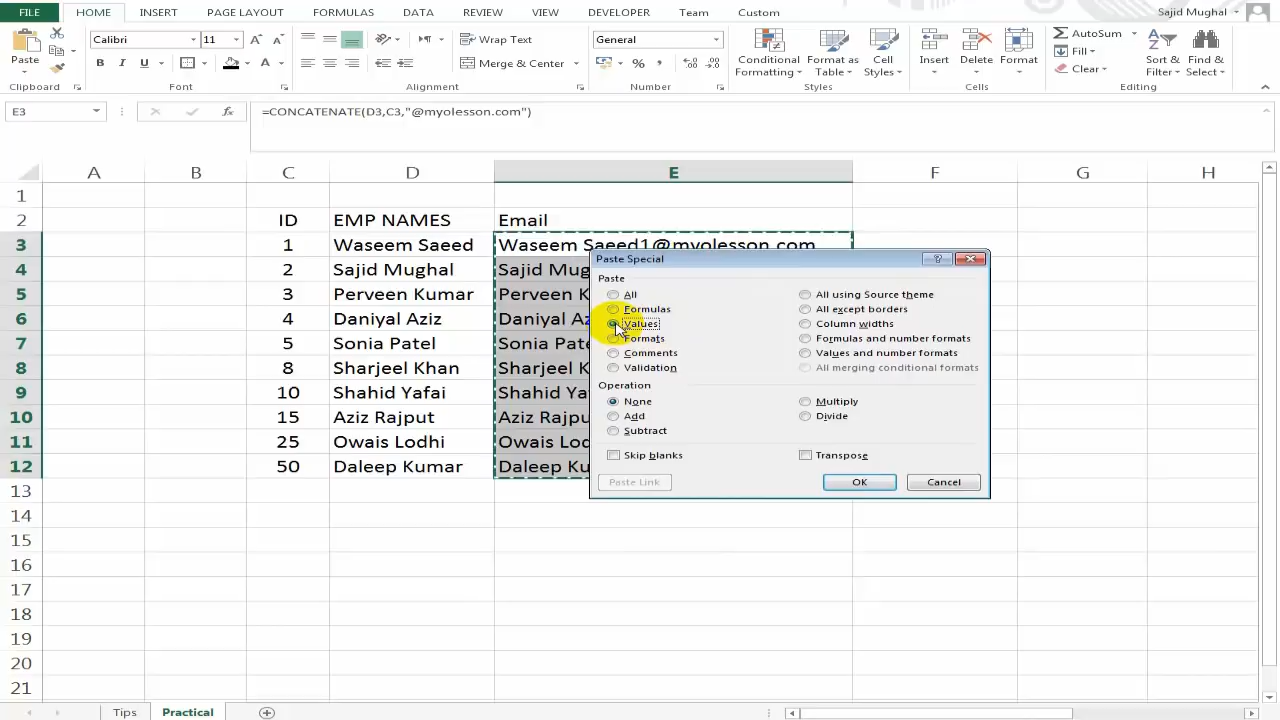 FILE HOME INSERT PAGE LAYOUT FORMULAS DATA REVIEW VIEW DEVELOPER Team Custom Sajid Mughal
Calibri 11 A A Wrap Text General AutoSum
Paste B I U A Merge & Center % , Conditional Formatting Format as Table Cell Styles Insert Delete Format Fill Clear Sort & Filter Find & Select
Clipboard Font Alignment Number Styles Cells Editing
E3 fx =CONCATENATE(D3,C3,"@myolesson.com")
A B C D E F G H
1
2 ID EMP NAMES Email
3 1 Waseem Saeed Waseem Saeed1@myolesson.com
4 2 Sajid Mughal Sajid Mug
5 3 Perveen Kumar Perveen K
6 4 Daniyal Aziz Daniyal Az
7 5 Sonia Patel Sonia Pate
8 8 Sharjeel Khan Sharjeel K
9 10 Shahid Yafai Shahid Ya
10 15 Aziz Rajput Aziz Rajpu
11 25 Owais Lodhi Owais Lod
12 50 Daleep Kumar Daleep Ku
13
14
15
16
17
18
19
20
21
Paste Special ?
Paste
All All using Source theme
Formulas All except borders
Values Column widths
Formats Formulas and number formats
Comments Values and number formats
Validation All merging conditional formats
Operation
None Multiply
Add Divide
Subtract
Skip blanks Transpose
Paste Link OK Cancel
Tips Practical